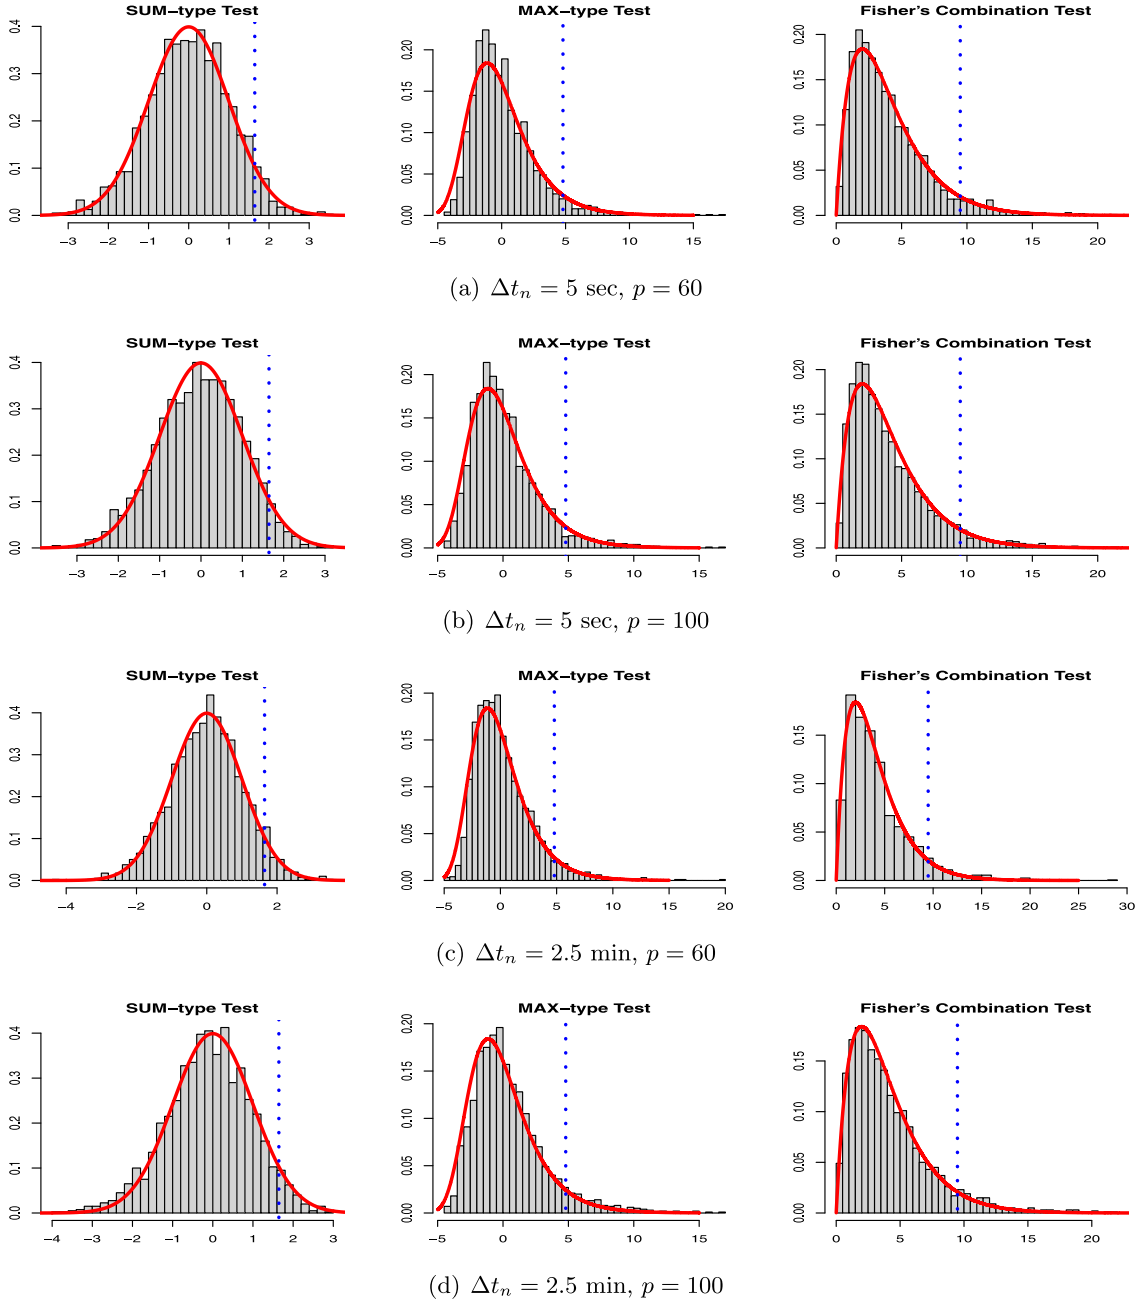 SUM−type Test MAX−type Test Fisher's Combination Test
0.0 0.1 0.2 0.3 0.4
0.00 0.05 0.10 0.15 0.20
0.00 0.05 0.10 0.15
−3 −2 −1 0 1 2 3
−5 0 5 10 15
0 5 10 15 20
(a) Δtₙ = 5 sec, p = 60
SUM−type Test MAX−type Test Fisher's Combination Test
0.0 0.1 0.2 0.3 0.4
0.00 0.05 0.10 0.15 0.20
0.00 0.05 0.10 0.15 0.20
−3 −2 −1 0 1 2 3
−5 0 5 10 15
0 5 10 15 20
(b) Δtₙ = 5 sec, p = 100
SUM−type Test MAX−type Test Fisher's Combination Test
0.0 0.1 0.2 0.3 0.4
0.00 0.05 0.10 0.15 0.20
0.00 0.05 0.10 0.15
−4 −2 0 2
−5 0 5 10 15 20
0 5 10 15 20 25 30
(c) Δtₙ = 2.5 min, p = 60
SUM−type Test MAX−type Test Fisher's Combination Test
0.0 0.1 0.2 0.3 0.4
0.00 0.05 0.10 0.15 0.20
0.00 0.05 0.10 0.15
−4 −3 −2 −1 0 1 2 3
−5 0 5 10 15
0 5 10 15 20
(d) Δtₙ = 2.5 min, p = 100